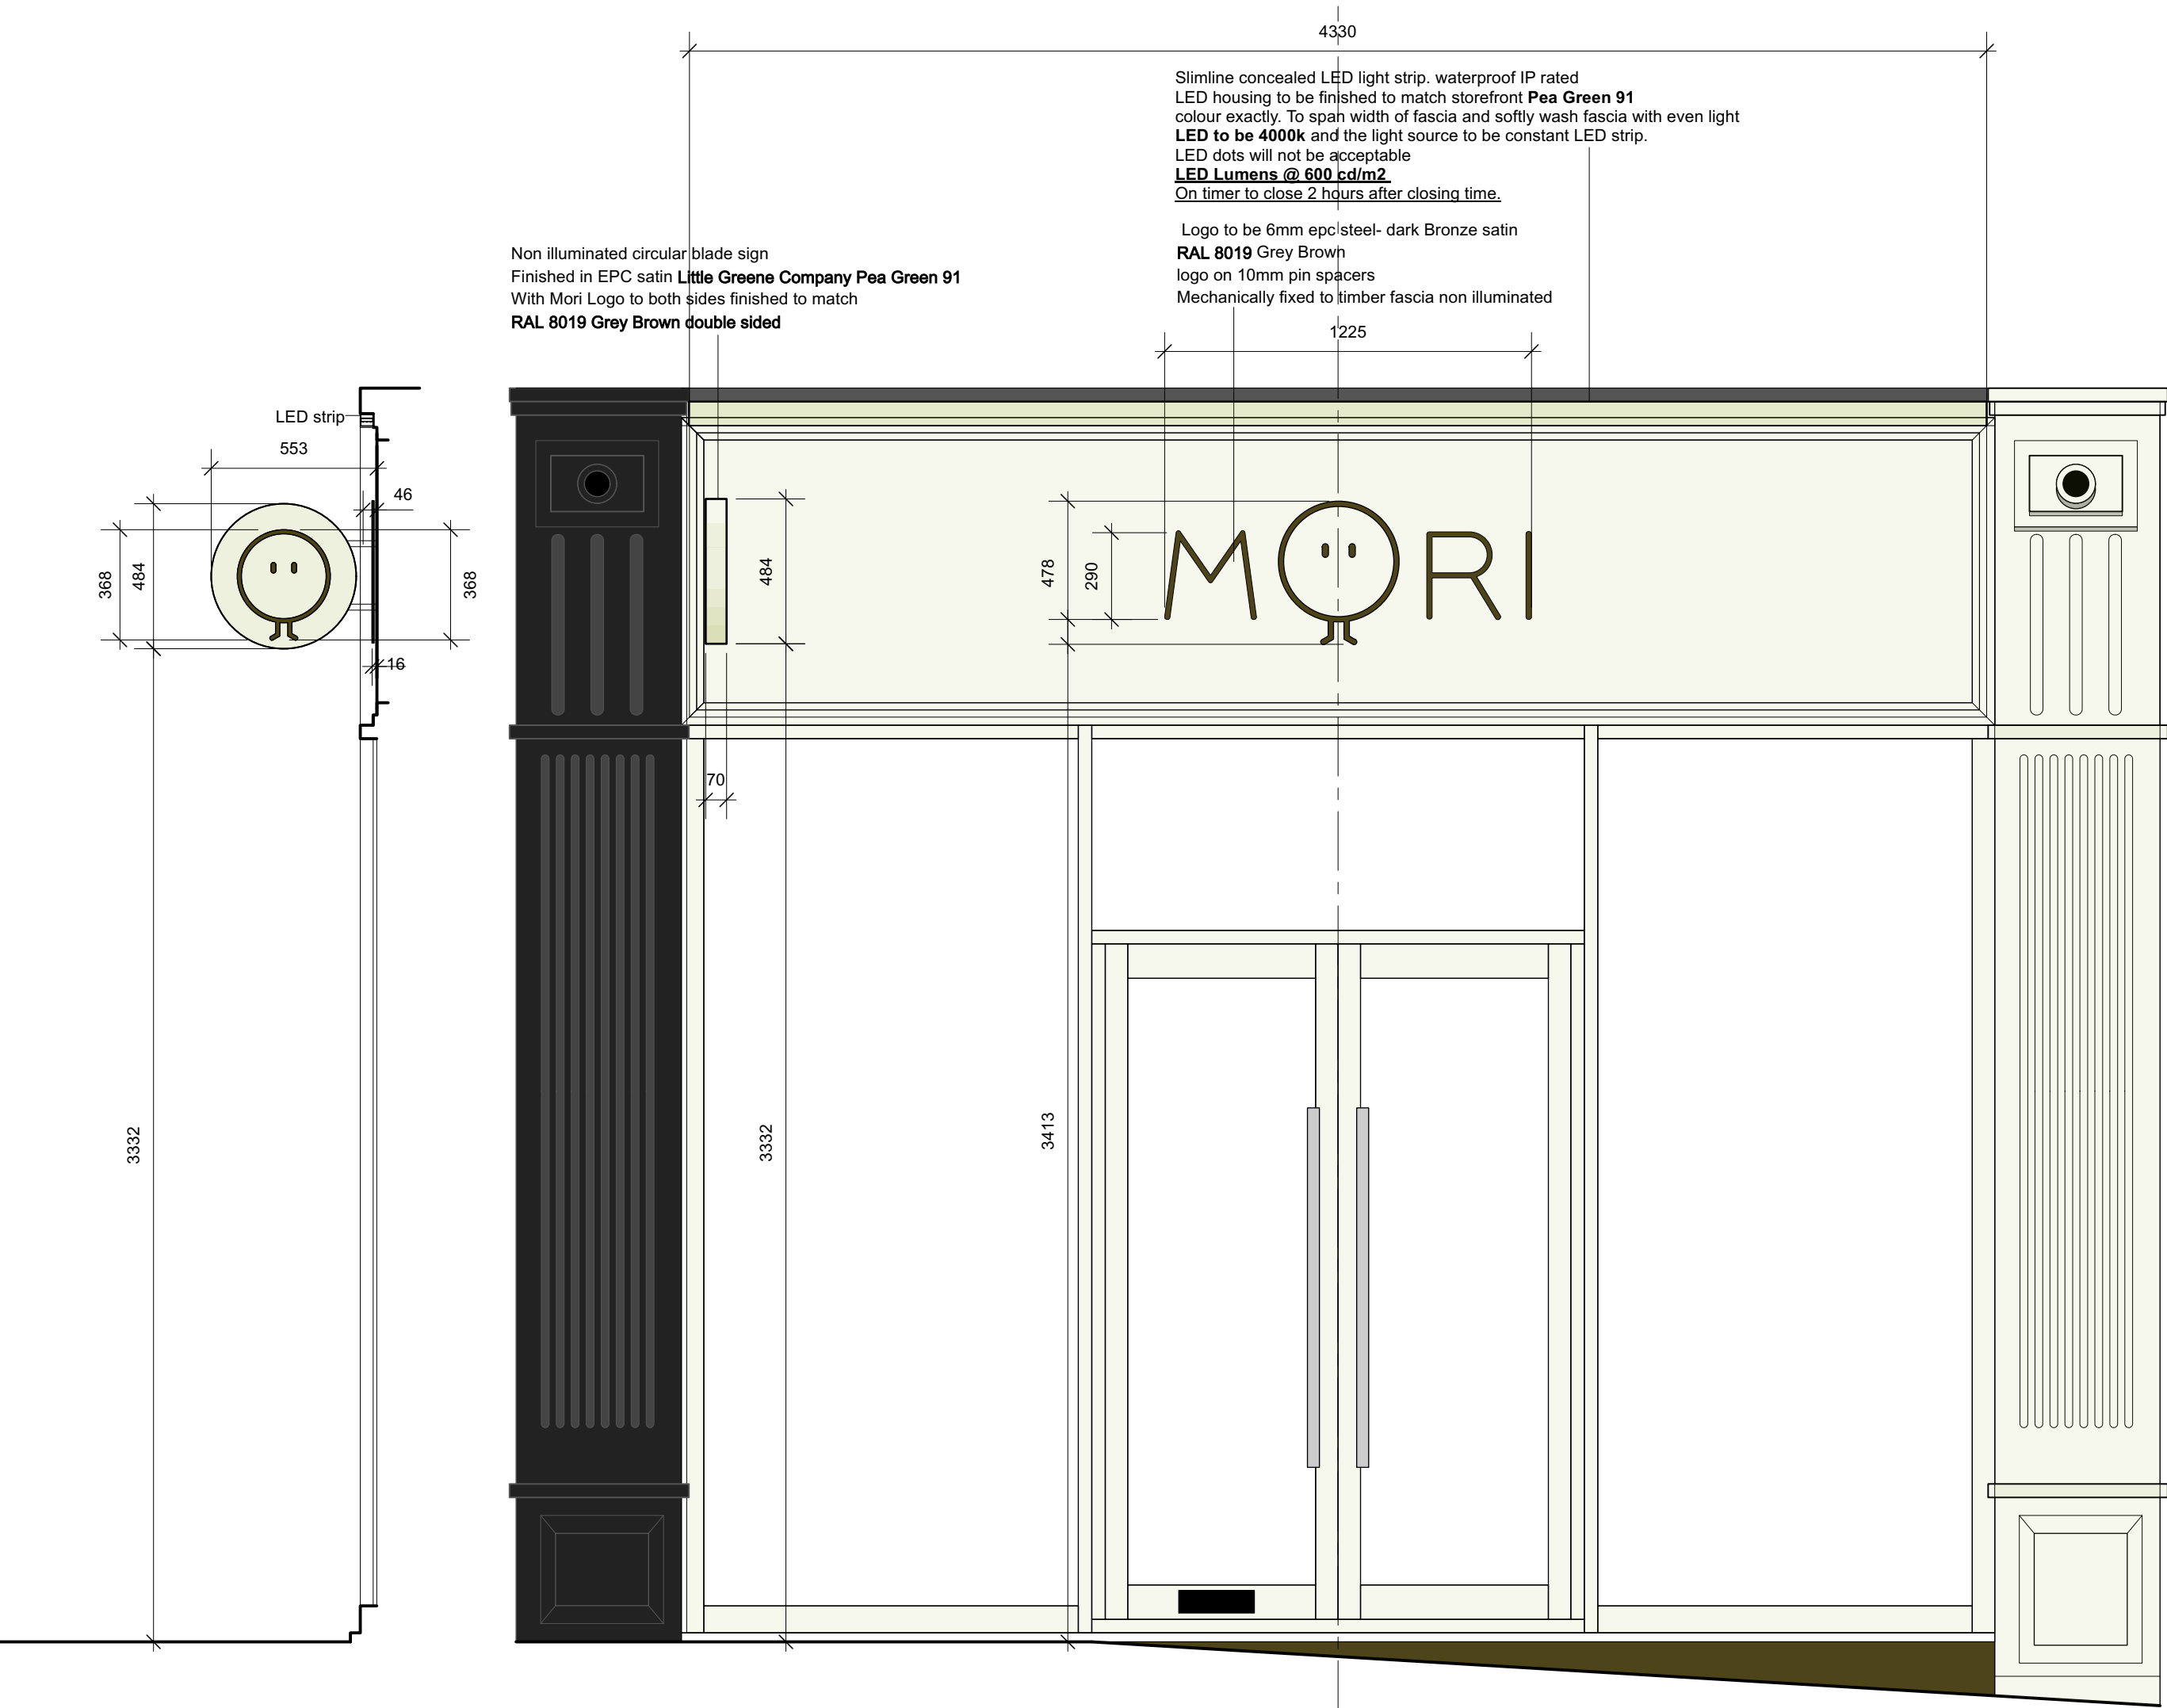 4330
Slimline concealed LED light strip. waterproof IP rated
LED housing to be finished to match storefront Pea Green 91
colour exactly. To span width of fascia and softly wash fascia with even light
LED to be 4000k and the light source to be constant LED strip.
LED dots will not be acceptable
LED Lumens @ 600 cd/m2
On timer to close 2 hours after closing time.
Logo to be 6mm epc steel- dark Bronze satin
RAL 8019 Grey Brown
logo on 10mm pin spacers
Mechanically fixed to timber fascia non illuminated
Non illuminated circular blade sign
Finished in EPC satin Little Greene Company Pea Green 91
With Mori Logo to both sides finished to match
RAL 8019 Grey Brown double sided
1225
LED strip
553
46
368
484
368
16
484
478
290
MORI
70
3332
3332
3413